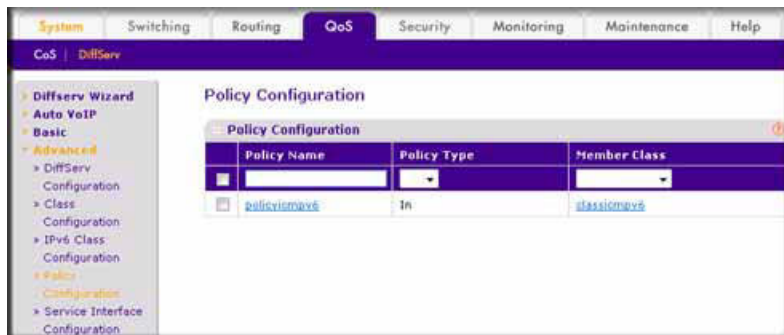 System Switching Routing QoS Security Monitoring Maintenance Help
CoS | DiffServ
Diffserv Wizard
Auto VoIP
Basic
Advanced
» DiffServ
Configuration
» Class
Configuration
» IPv6 Class
Configuration
» Policy
Configuration
» Service Interface
Configuration
Policy Configuration
Policy Configuration
Policy Name Policy Type Member Class
policyicmpv6 In classicmpv6